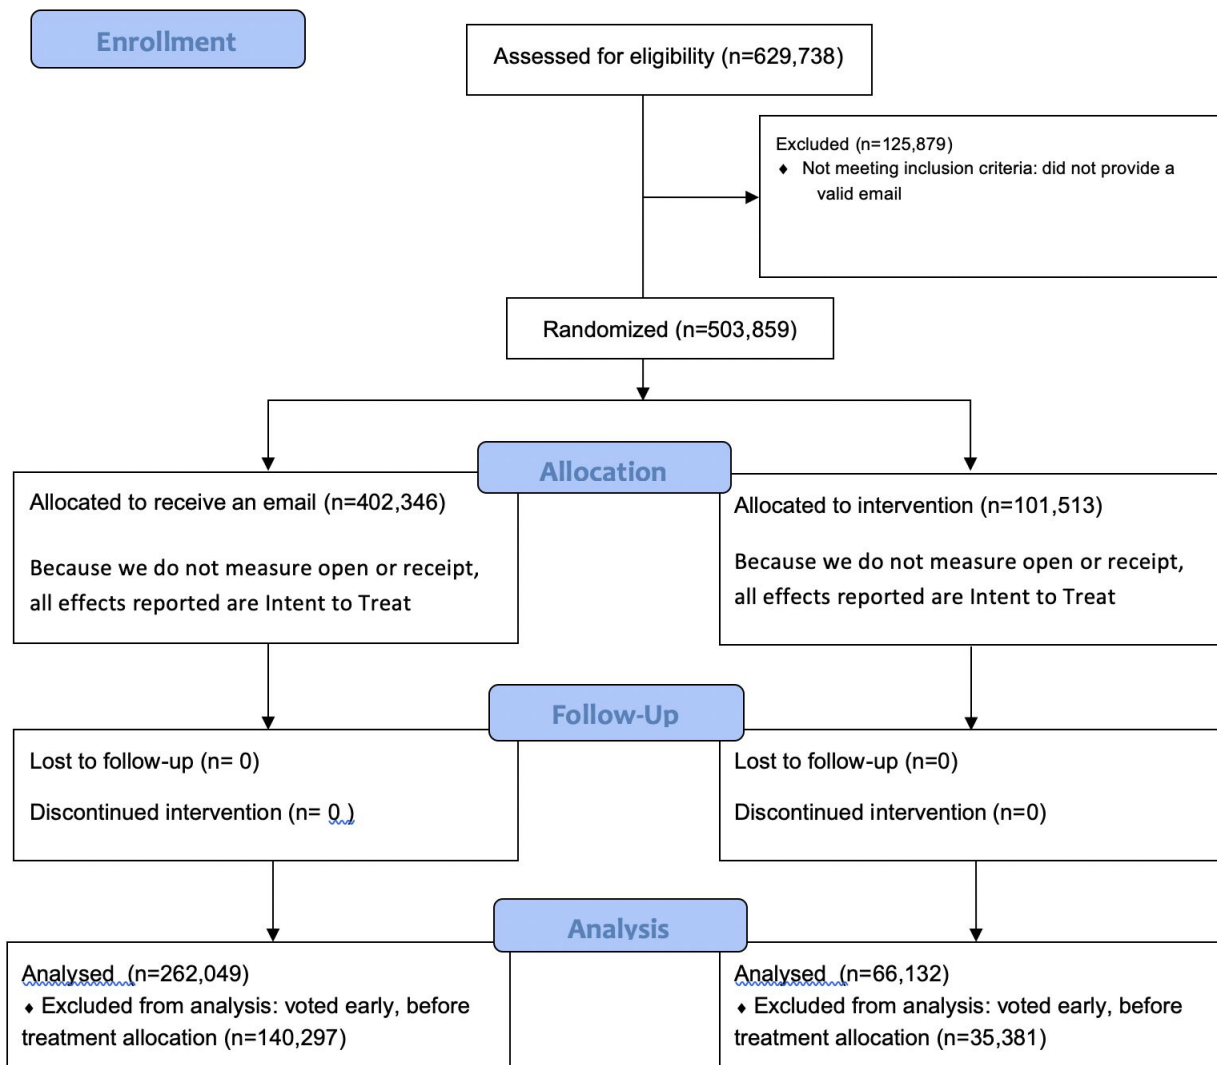 Enrollment
Assessed for eligibility (n=629,738)
Excluded (n=125,879)
♦ Not meeting inclusion criteria: did not provide a
valid email
Randomized (n=503,859)
Allocation
Allocated to receive an email (n=402,346)
Because we do not measure open or receipt,
all effects reported are Intent to Treat
Allocated to intervention (n=101,513)
Because we do not measure open or receipt,
all effects reported are Intent to Treat
Follow-Up
Lost to follow-up (n= 0)
Discontinued intervention (n= 0 )
Lost to follow-up (n=0)
Discontinued intervention (n=0)
Analysis
Analysed (n=262,049)
♦ Excluded from analysis: voted early, before
treatment allocation (n=140,297)
Analysed (n=66,132)
♦ Excluded from analysis: voted early, before
treatment allocation (n=35,381)